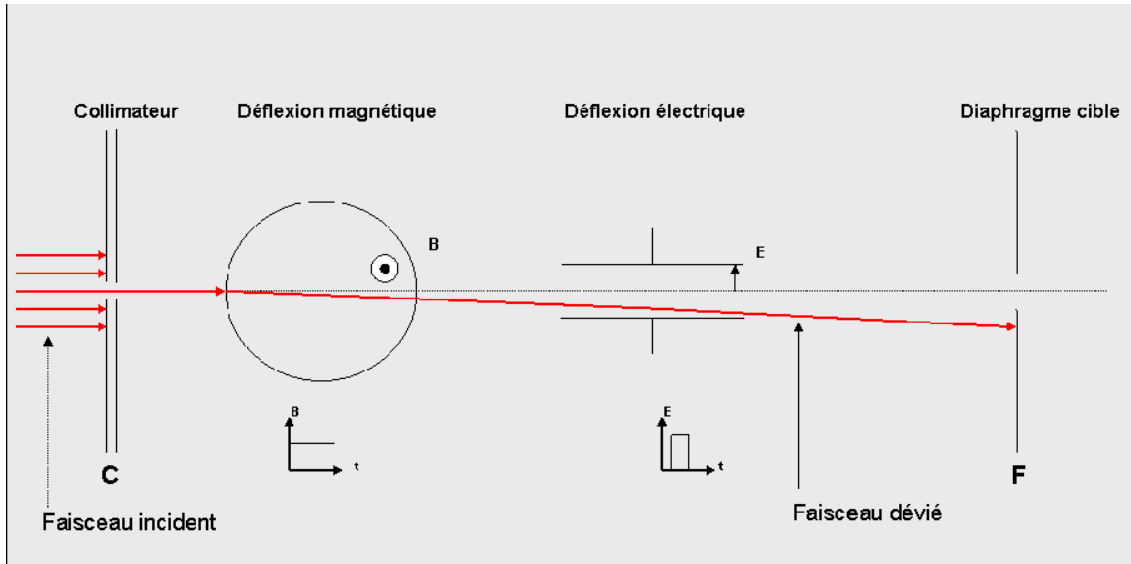 Collimateur
Déflexion magnétique
Déflexion électrique
Diaphragme cible
B
E
B
t
E
t
C
F
Faisceau incident
Faisceau dévié